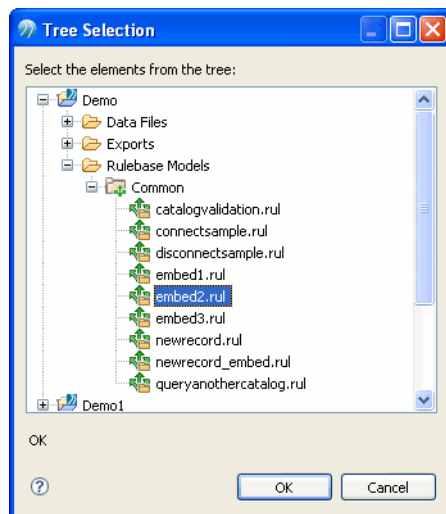 Tree Selection
Select the elements from the tree:
Demo
Data Files
Exports
Rulebase Models
Common
catalogvalidation.rul
connectsample.rul
disconnectsample.rul
embed1.rul
embed2.rul
embed3.rul
newrecord.rul
newrecord_embed.rul
queryanothercatalog.rul
Demo1
OK
? OK Cancel